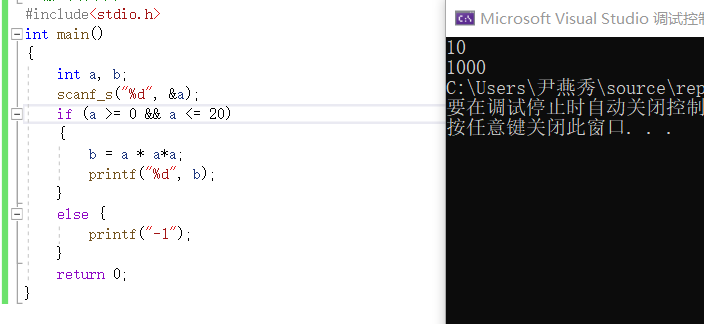 #include<stdio.h>
int main()
{
int a, b;
scanf_s("%d", &a);
if (a >= 0 && a <= 20)
{
b = a * a*a;
printf("%d", b);
}
else {
printf("-1");
}
return 0;
}
Microsoft Visual Studio 调试控
10
1000
C:\Users\尹燕秀\source\rep
要在调试停止时自动关闭控制
按任意键关闭此窗口. . .